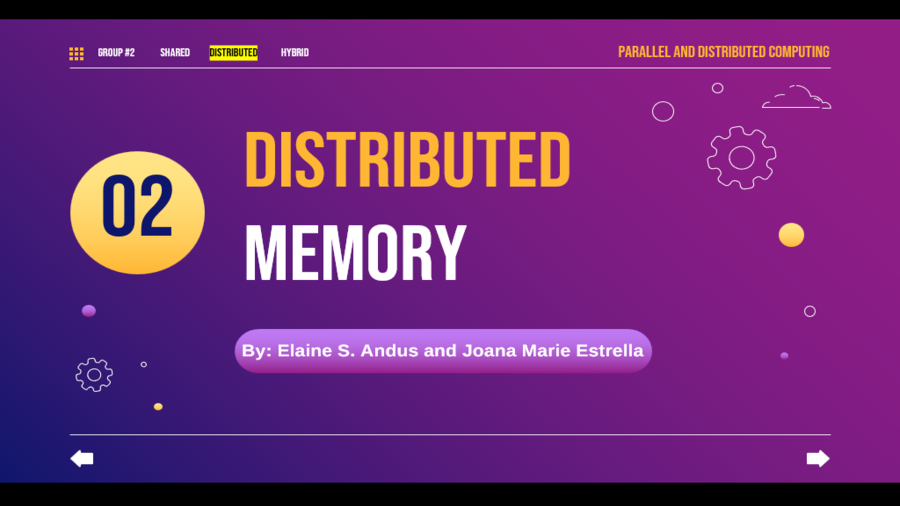 GROUP #2 SHARED DISTRIBUTED HYBRID PARALLEL AND DISTRIBUTED COMPUTING
02
DISTRIBUTED
MEMORY
By: Elaine S. Andus and Joana Marie Estrella